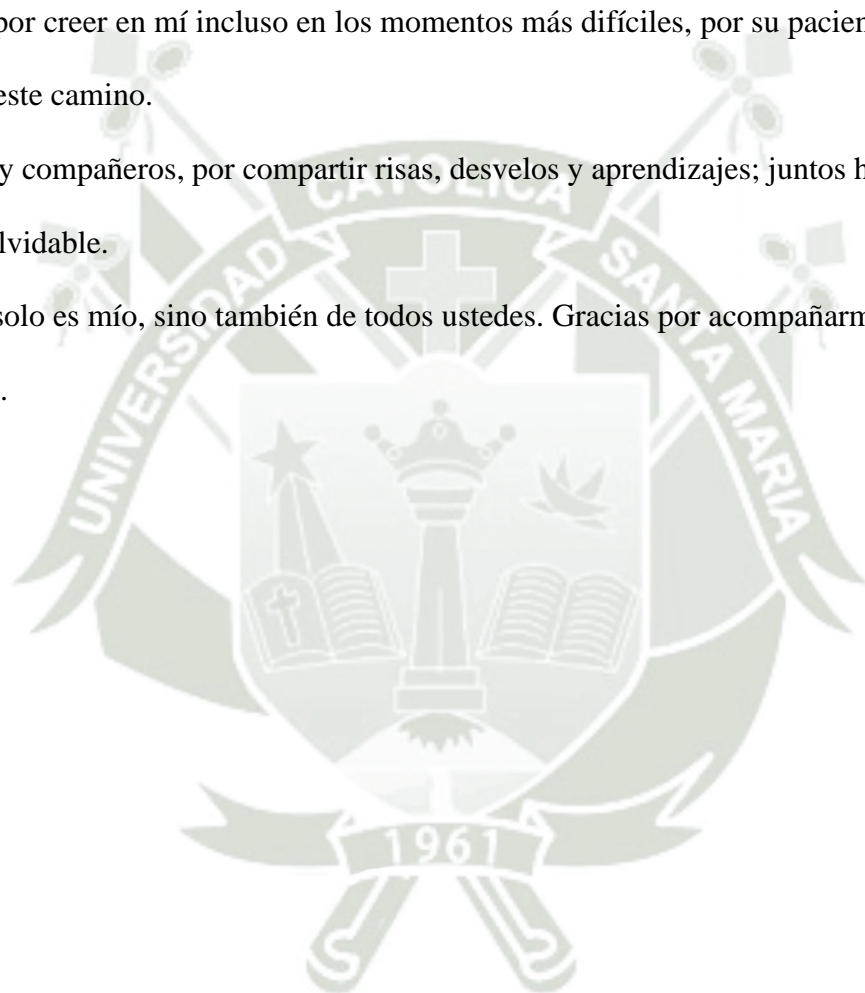 por creer en mí incluso en los momentos más difíciles, por su pacien
este camino.
y compañeros, por compartir risas, desvelos y aprendizajes; juntos h
lvidable.
solo es mío, sino también de todos ustedes. Gracias por acompañarm
.
UNIVERSIDAD CATOLICA SANTA MARIA
1961